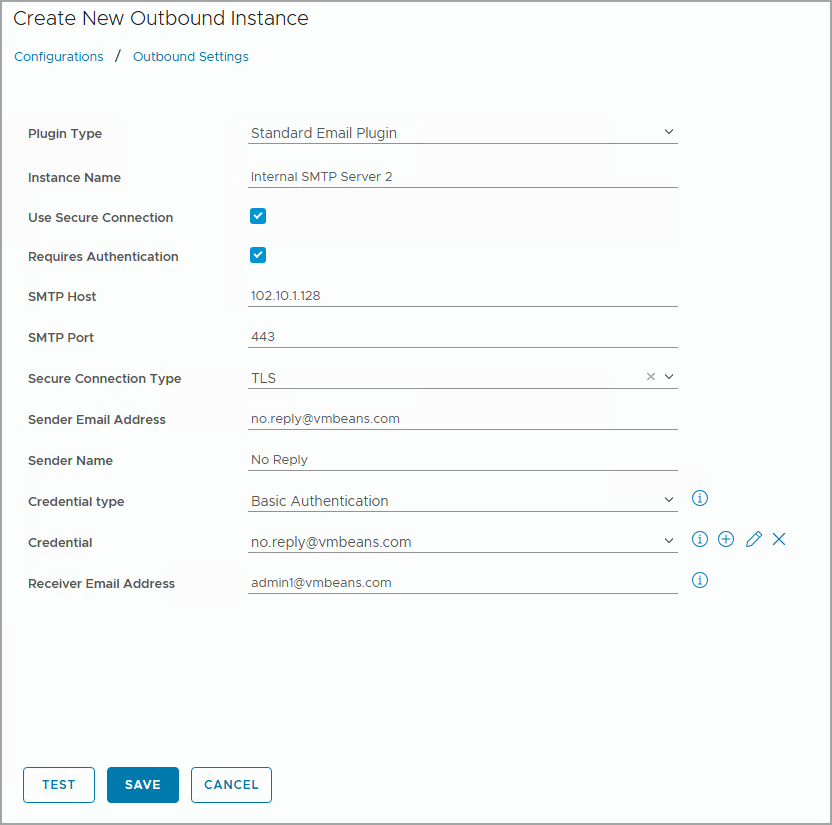 Create New Outbound Instance
Configurations / Outbound Settings
Plugin Type Standard Email Plugin
Instance Name Internal SMTP Server 2
Use Secure Connection
Requires Authentication
SMTP Host 102.10.1.128
SMTP Port 443
Secure Connection Type TLS
Sender Email Address no.reply@vmbeans.com
Sender Name No Reply
Credential type Basic Authentication
Credential no.reply@vmbeans.com
Receiver Email Address admin1@vmbeans.com
TEST SAVE CANCEL